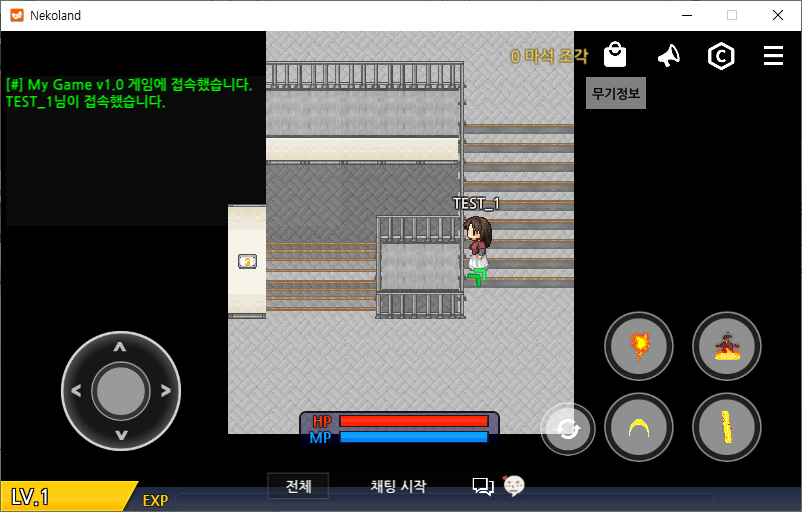 Nekoland
0 마석 조각
[#] My Game v1.0 게임에 접속했습니다.
TEST_1님이 접속했습니다.
무기정보
TEST_1
3
HP
MP
전체
채팅 시작
LV.1
EXP